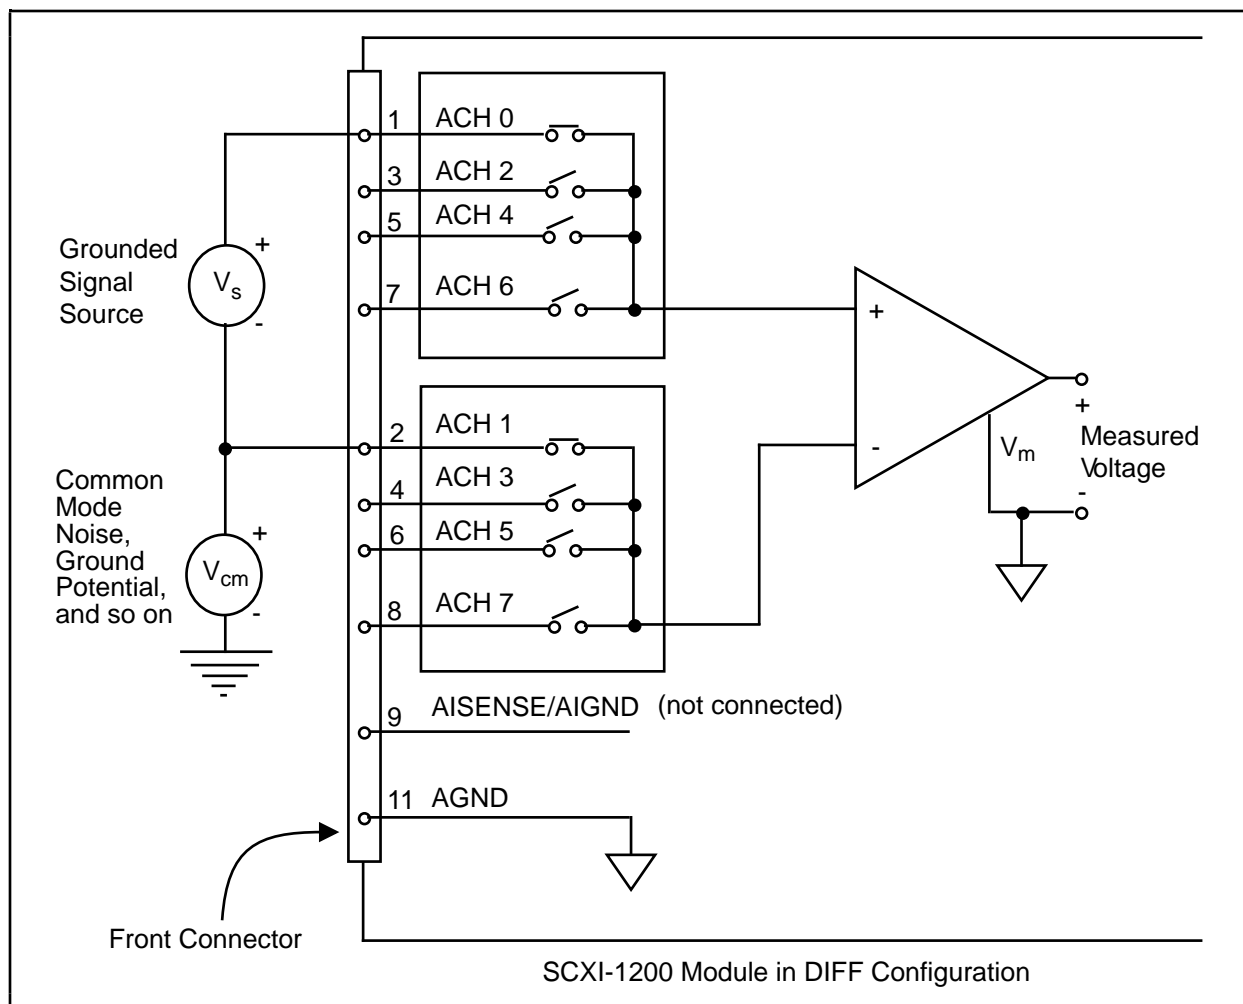 1 ACH 0
3 ACH 2
5 ACH 4
7 ACH 6
Grounded
Signal
Source
+
Vs
-
+
-
2 ACH 1
4 ACH 3
6 ACH 5
8 ACH 7
Common
Mode
Noise,
Ground
Potential,
and so on
+
Vcm
-
+
Measured
Voltage
-
Vm
9 AISENSE/AIGND (not connected)
11 AGND
Front Connector
SCXI-1200 Module in DIFF Configuration